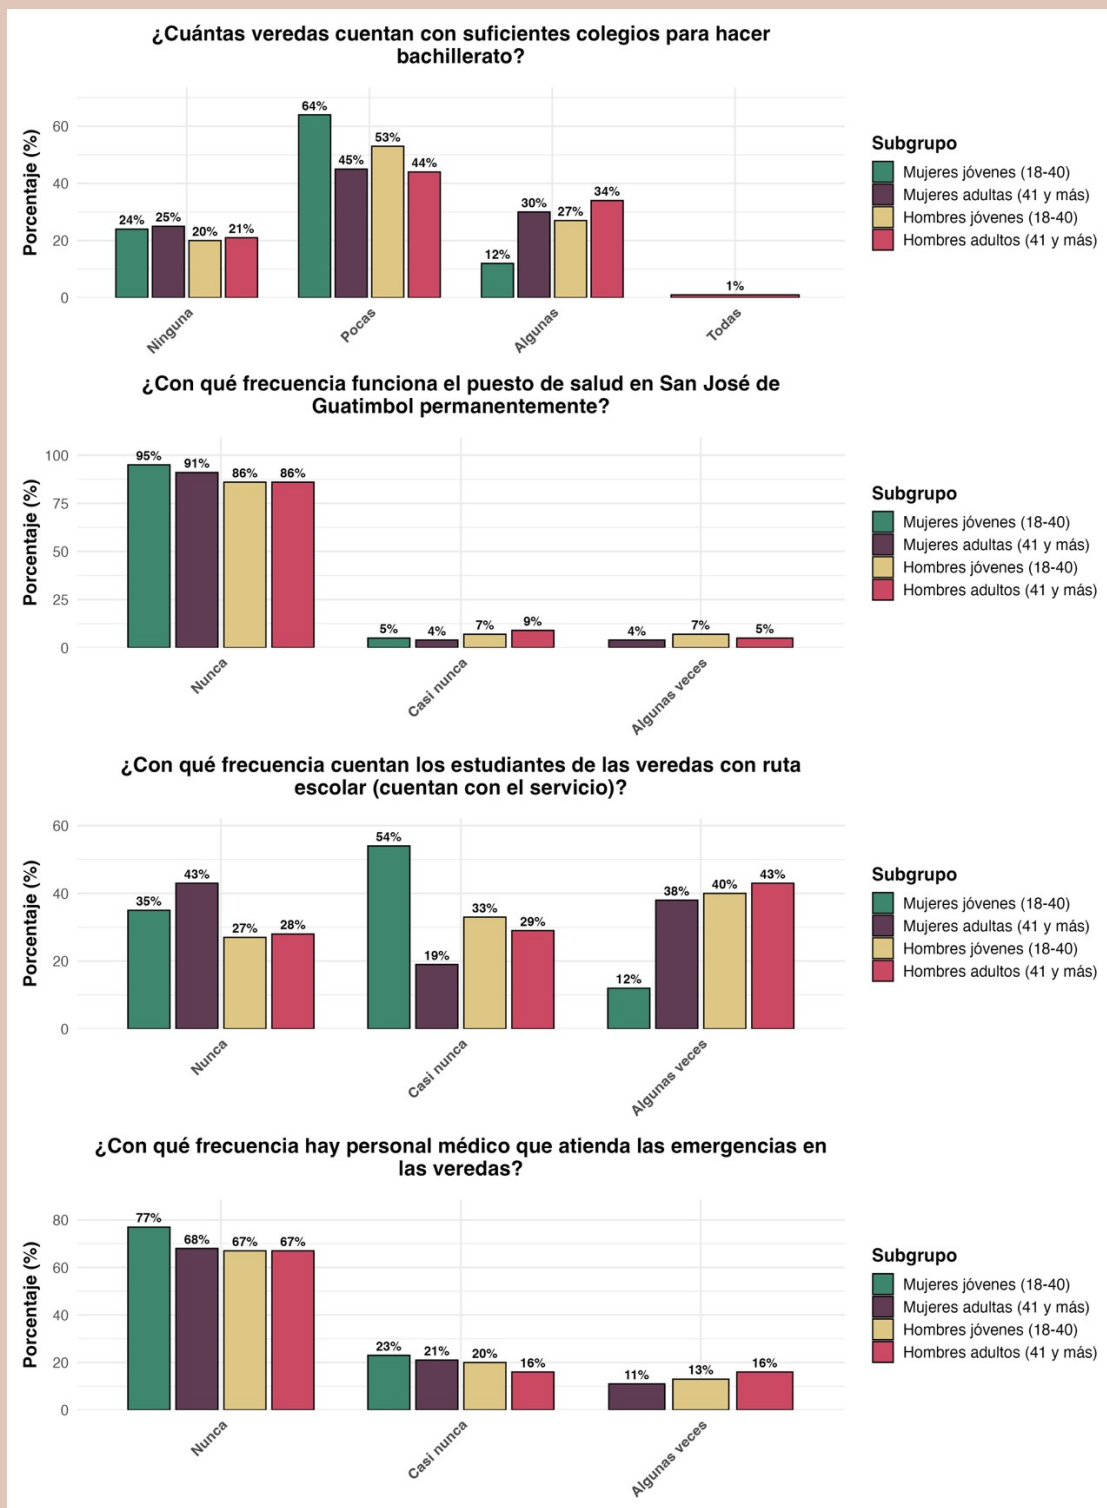 ¿Cuántas veredas cuentan con suficientes colegios para hacer
bachillerato?
Porcentaje (%)
60
40
20
0
24%
25%
20%
21%
64%
45%
53%
44%
12%
30%
27%
34%
1%
Ninguna
Pocas
Algunas
Todas
Subgrupo
Mujeres jóvenes (18-40)
Mujeres adultas (41 y más)
Hombres jóvenes (18-40)
Hombres adultos (41 y más)
¿Con qué frecuencia funciona el puesto de salud en San José de
Guatimbol permanentemente?
Porcentaje (%)
100
75
50
25
0
95%
91%
86%
86%
5%
4%
7%
9%
4%
7%
5%
Nunca
Casi nunca
Algunas veces
Subgrupo
Mujeres jóvenes (18-40)
Mujeres adultas (41 y más)
Hombres jóvenes (18-40)
Hombres adultos (41 y más)
¿Con qué frecuencia cuentan los estudiantes de las veredas con ruta
escolar (cuentan con el servicio)?
Porcentaje (%)
60
40
20
0
35%
43%
27%
28%
54%
19%
33%
29%
12%
38%
40%
43%
Nunca
Casi nunca
Algunas veces
Subgrupo
Mujeres jóvenes (18-40)
Mujeres adultas (41 y más)
Hombres jóvenes (18-40)
Hombres adultos (41 y más)
¿Con qué frecuencia hay personal médico que atienda las emergencias en
las veredas?
Porcentaje (%)
80
60
40
20
0
77%
68%
67%
67%
23%
21%
20%
16%
11%
13%
16%
Nunca
Casi nunca
Algunas veces
Subgrupo
Mujeres jóvenes (18-40)
Mujeres adultas (41 y más)
Hombres jóvenes (18-40)
Hombres adultos (41 y más)